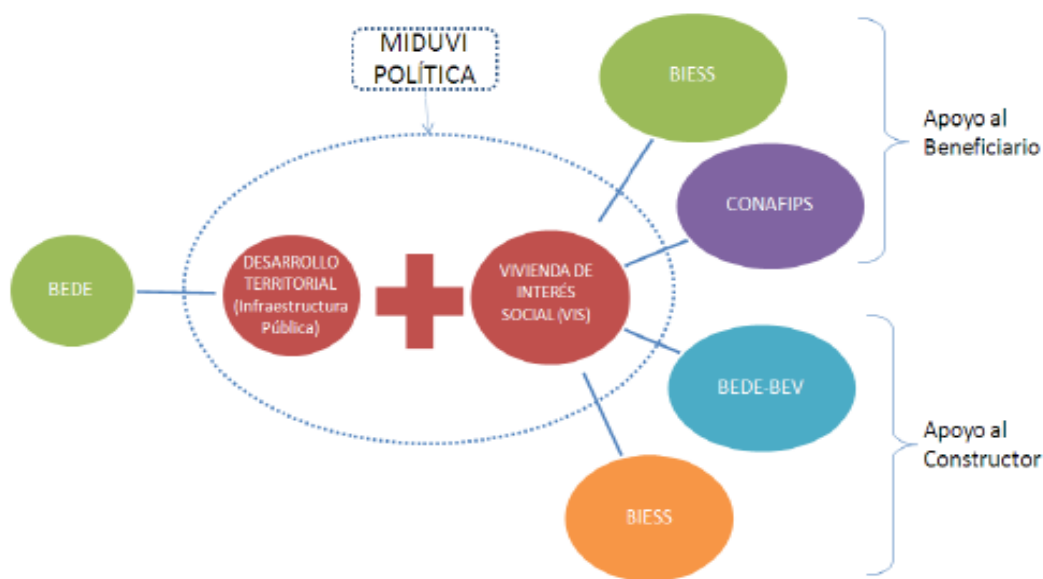 MIDUVI
POLÍTICA
BIESS
Apoyo al
Beneficiario
CONAFIPS
BEDE
DESARROLLO
TERRITORIAL
(Infraestructura
Pública)
VIVIENDA DE
INTERÉS
SOCIAL (VIS)
BEDE-BEV
Apoyo al
Constructor
BIESS